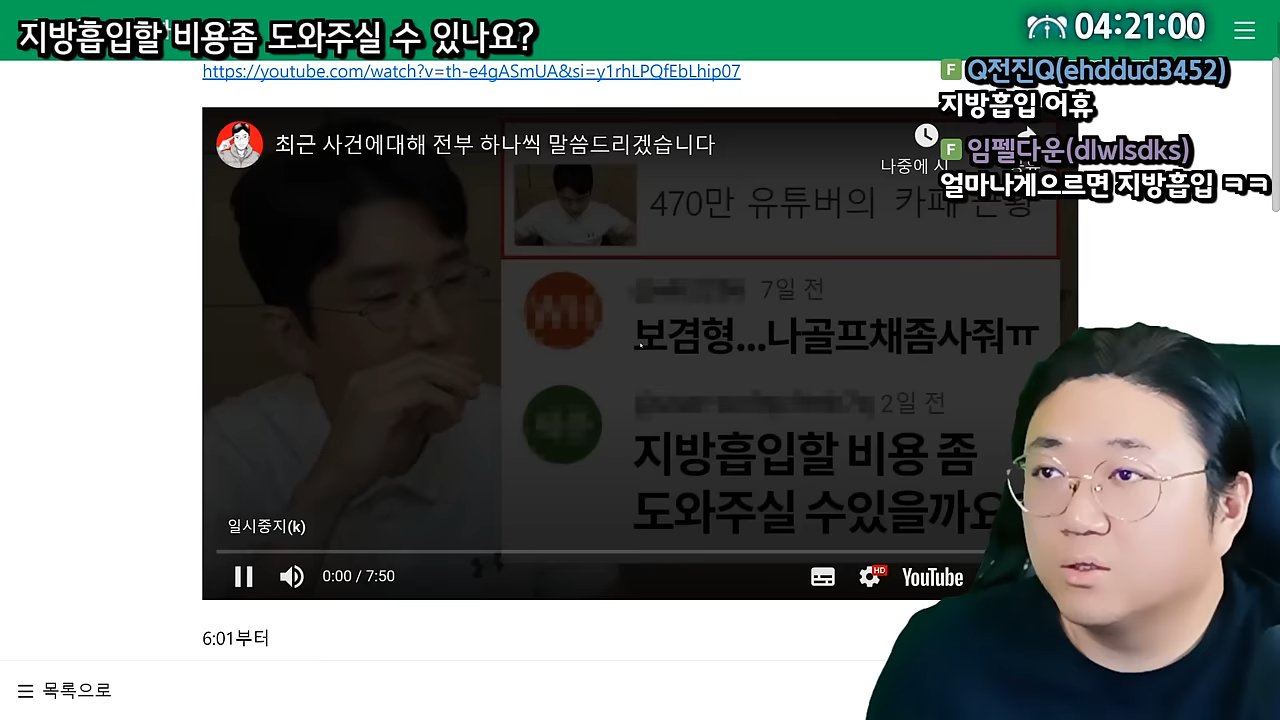 지방흡입할 비용좀 도와주실 수 있나요?
04:21:00
https://youtube.com/watch?v=th-e4gASmUA&si=y1rhLPQfEbLhip07
F Q전진Q(ehddud3452)
지방흡입 어휴
F 임펠다운(dlwlsdks)
얼마나게으르면 지방흡입 ㅋㅋ
최근 사건에대해 전부 하나씩 말씀드리겠습니다
나중에 시
470만 유튜버의 카페 근황
7일 전
보겸형...나골프채좀사줘ㅠ
2일 전
지방흡입할 비용 좀
도와주실 수있을까요
일시중지(k)
0:00 / 7:50
HD
YouTube
6:01부터
목록으로